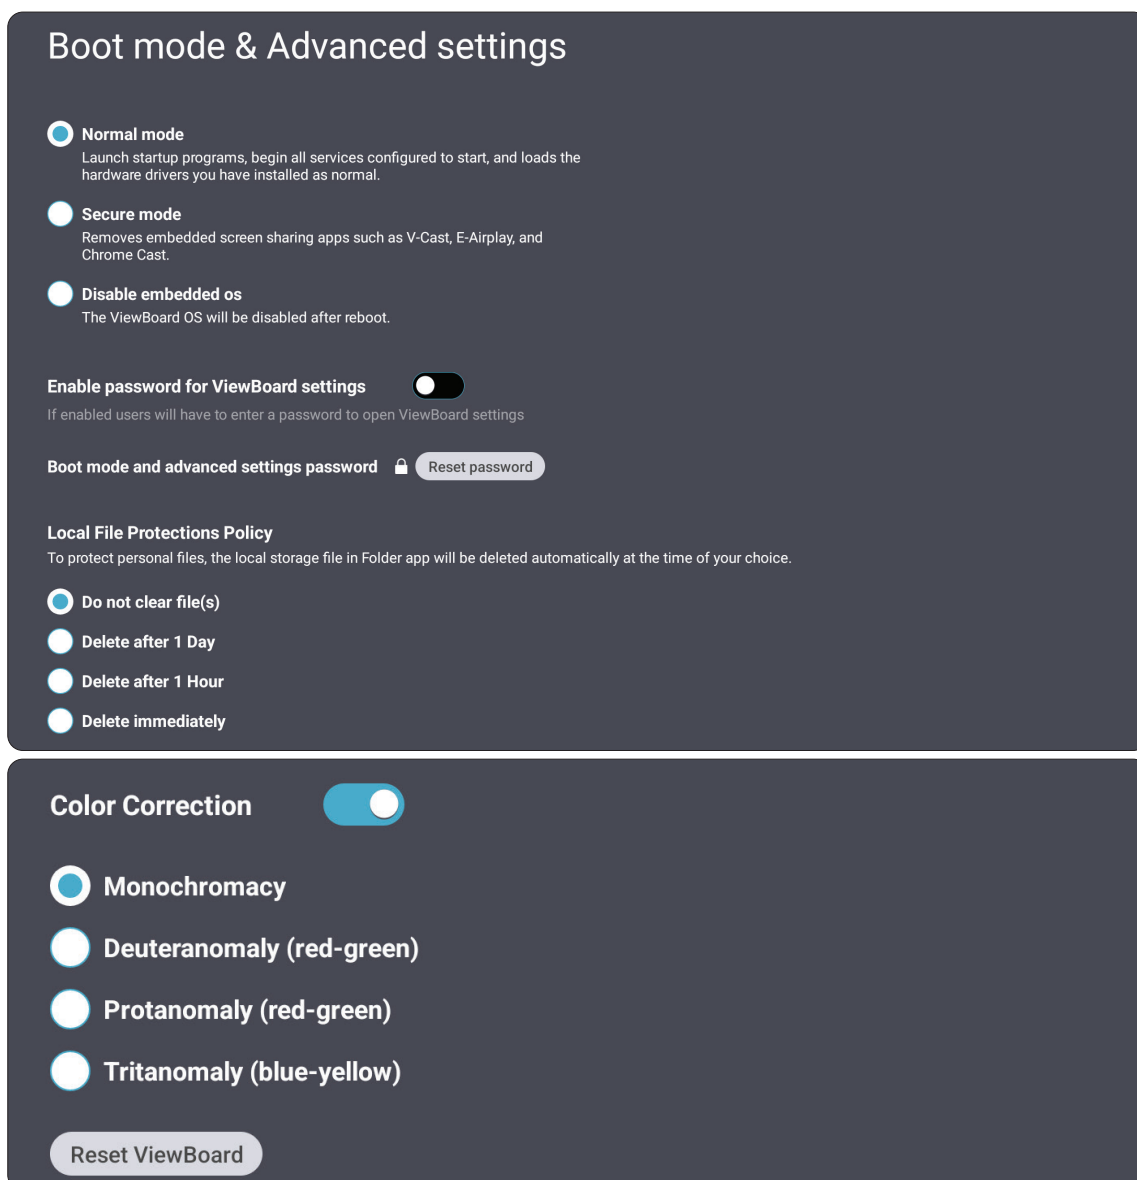 Boot mode & Advanced settings
Normal mode
Launch startup programs, begin all services configured to start, and loads the
hardware drivers you have installed as normal.
Secure mode
Removes embedded screen sharing apps such as V-Cast, E-Airplay, and
Chrome Cast.
Disable embedded os
The ViewBoard OS will be disabled after reboot.
Enable password for ViewBoard settings
If enabled users will have to enter a password to open ViewBoard settings
Boot mode and advanced settings password Reset password
Local File Protections Policy
To protect personal files, the local storage file in Folder app will be deleted automatically at the time of your choice.
Do not clear file(s)
Delete after 1 Day
Delete after 1 Hour
Delete immediately
Color Correction
Monochromacy
Deuteranomaly (red-green)
Protanomaly (red-green)
Tritanomaly (blue-yellow)
Reset ViewBoard